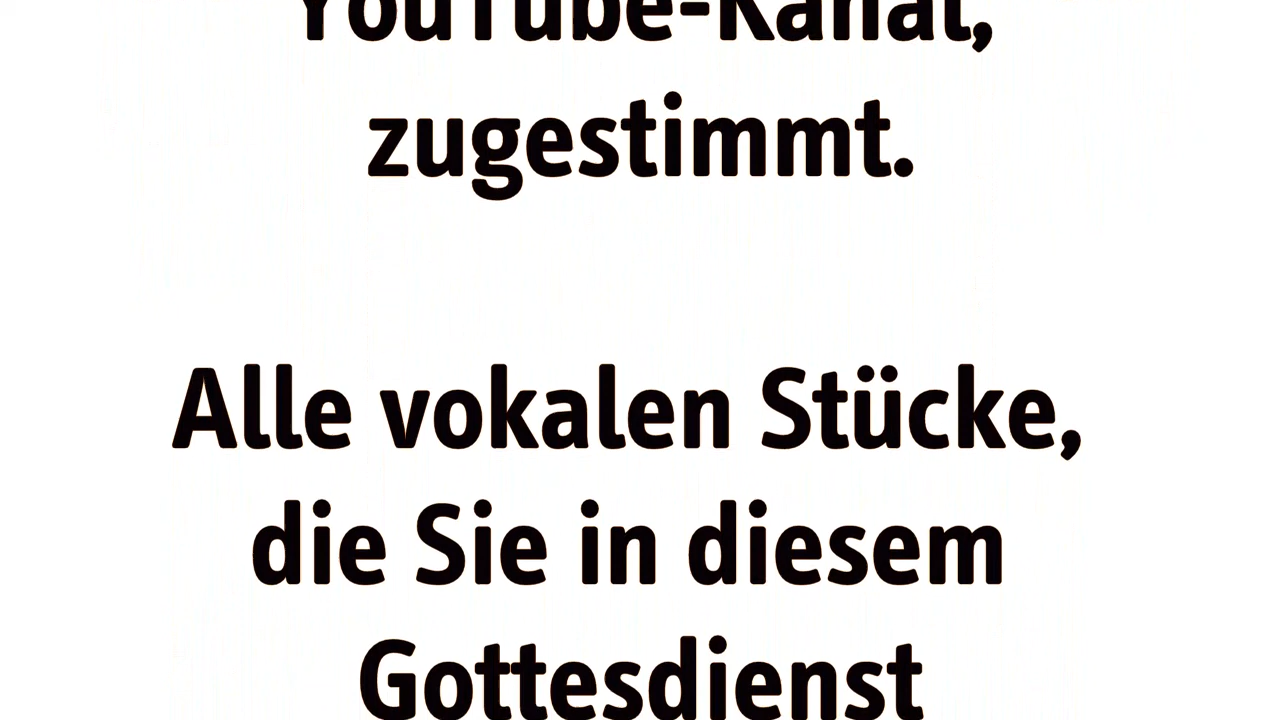 YouTube-Kanal,
zugestimmt.
Alle vokalen Stücke,
die Sie in diesem
Gottesdienst